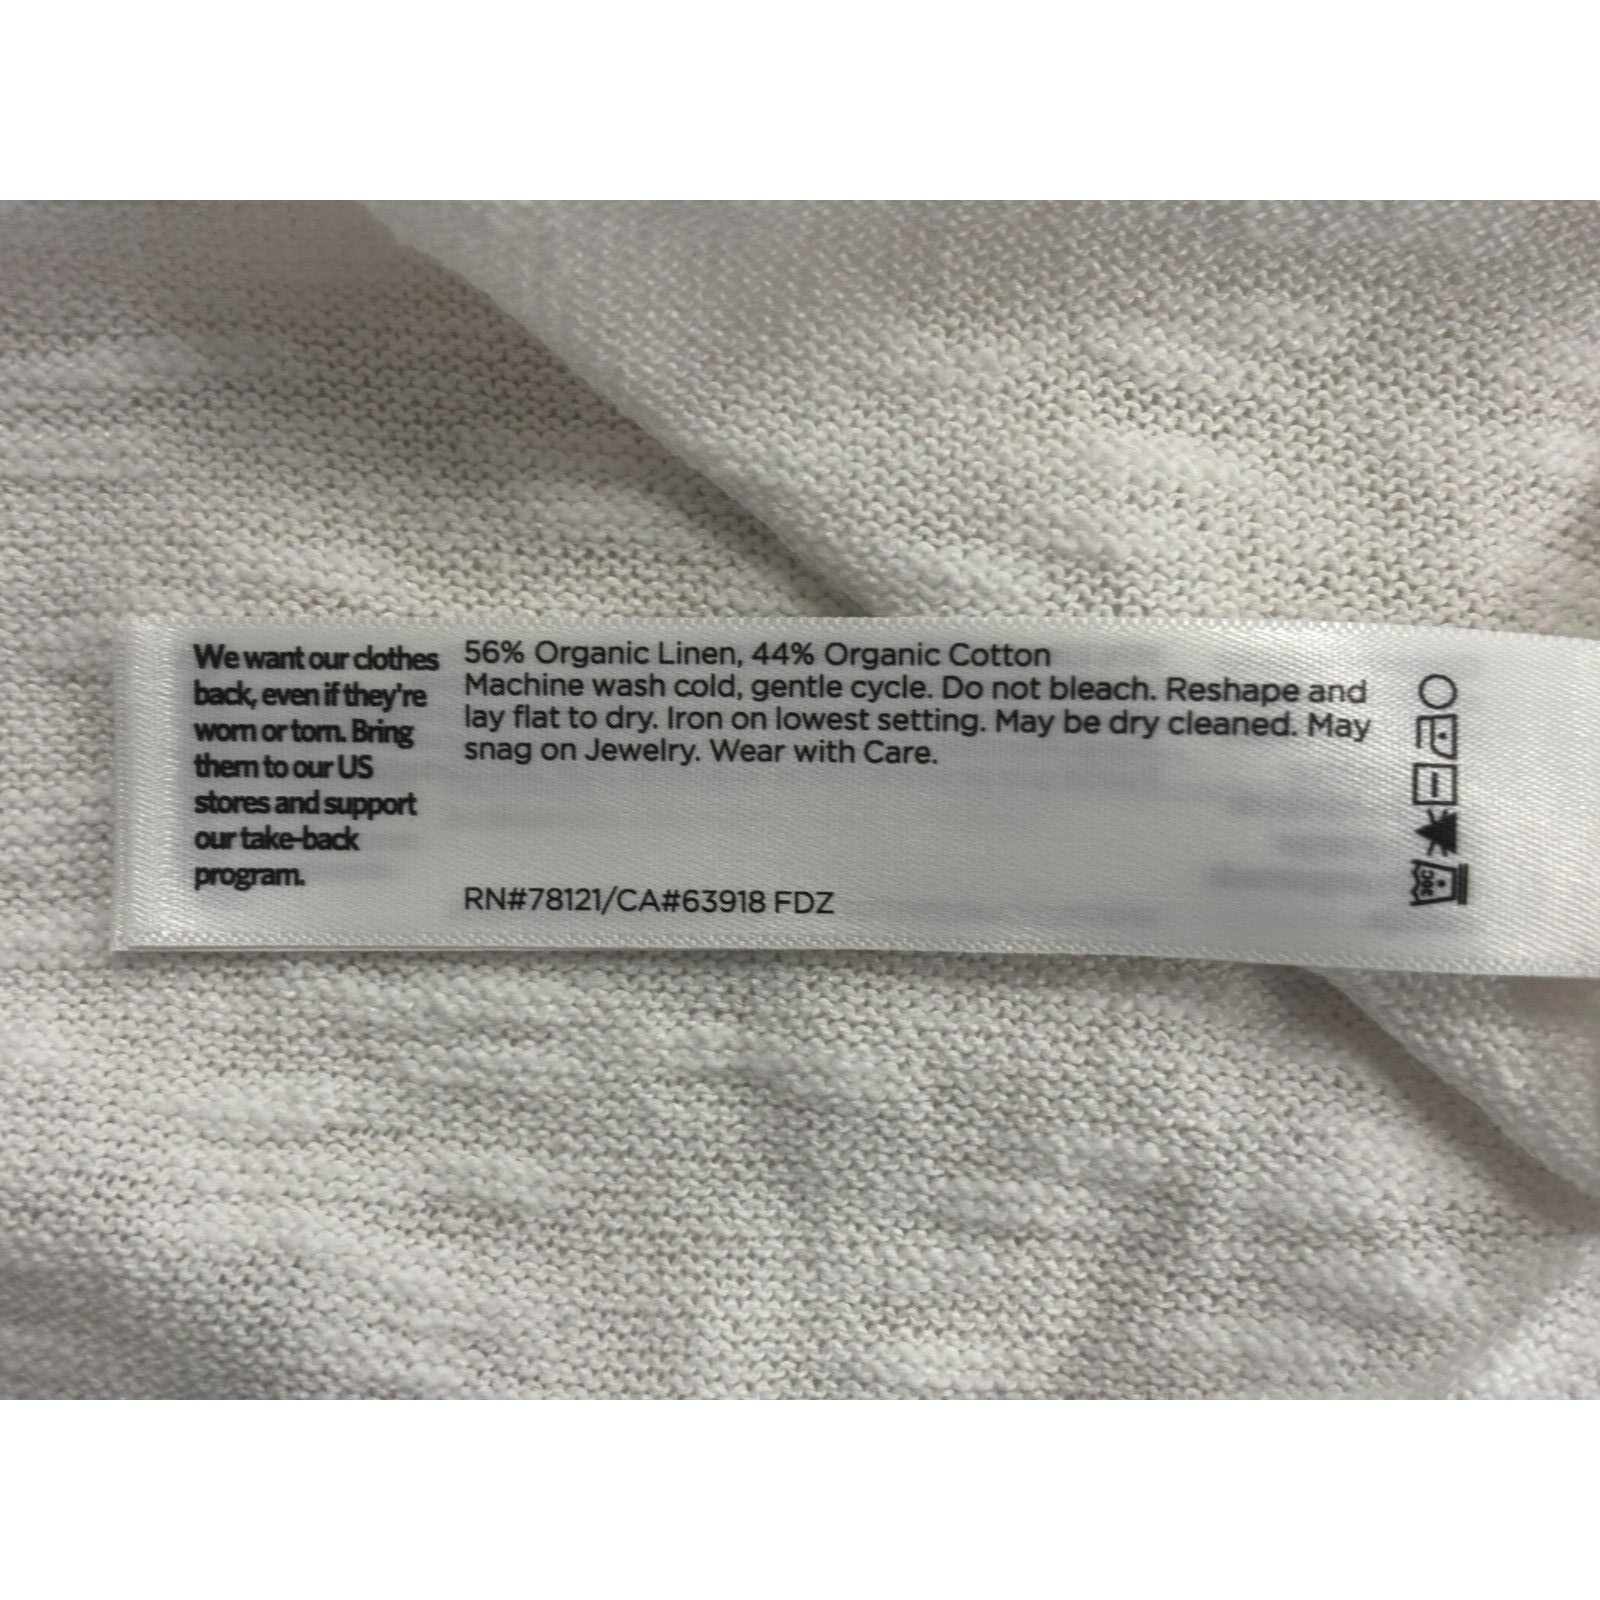 We want our clothes
back, even if they're
worn or torn. Bring
them to our US
stores and support
our take-back
program.
56% Organic Linen, 44% Organic Cotton
Machine wash cold, gentle cycle. Do not bleach. Reshape and
lay flat to dry. Iron on lowest setting. May be dry cleaned. May
snag on Jewelry. Wear with Care.
RN#78121/CA#63918 FDZ
30C